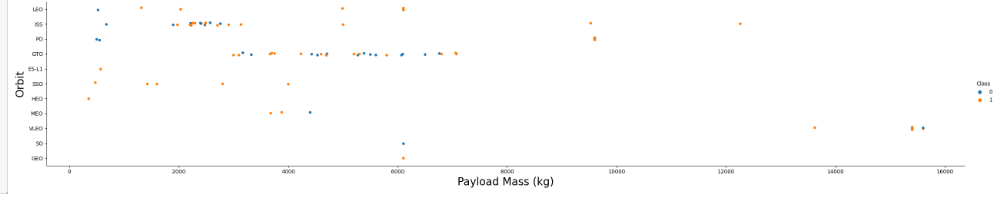 LEO
ISS
PO
GTO
ES-L1
SSO
HEO
MEO
VLEO
SO
GEO
Orbit
0
2000
4000
6000
8000
10000
12000
14000
16000
Payload Mass (kg)
Class
0
1